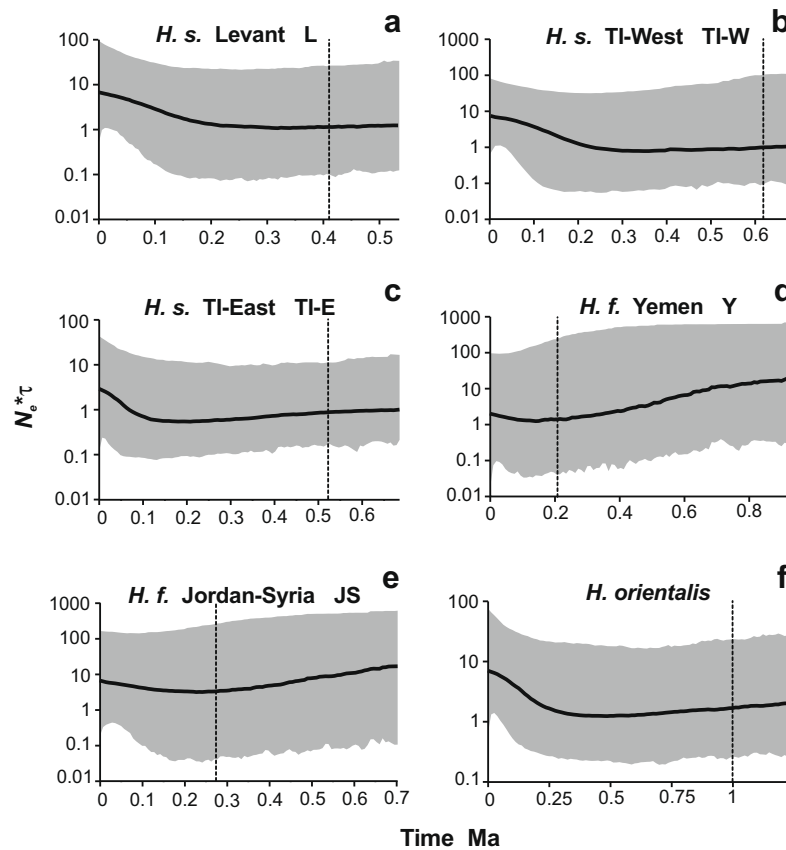 a
H. s. Levant L
100
10
1
0.1
0.01
0 0.1 0.2 0.3 0.4 0.5
b
H. s. TI-West TI-W
1000
100
10
1
0.1
0.01
0 0.1 0.2 0.3 0.4 0.5 0.6
c
H. s. TI-East TI-E
100
10
1
0.1
0.01
0 0.1 0.2 0.3 0.4 0.5 0.6
d
H. f. Yemen Y
1000
100
10
1
0.1
0.01
0 0.2 0.4 0.6 0.8
Ne*τ
e
H. f. Jordan-Syria JS
1000
100
10
1
0.1
0.01
0 0.1 0.2 0.3 0.4 0.5 0.6 0.7
f
H. orientalis
100
10
1
0.1
0 0.25 0.5 0.75 1
Time Ma